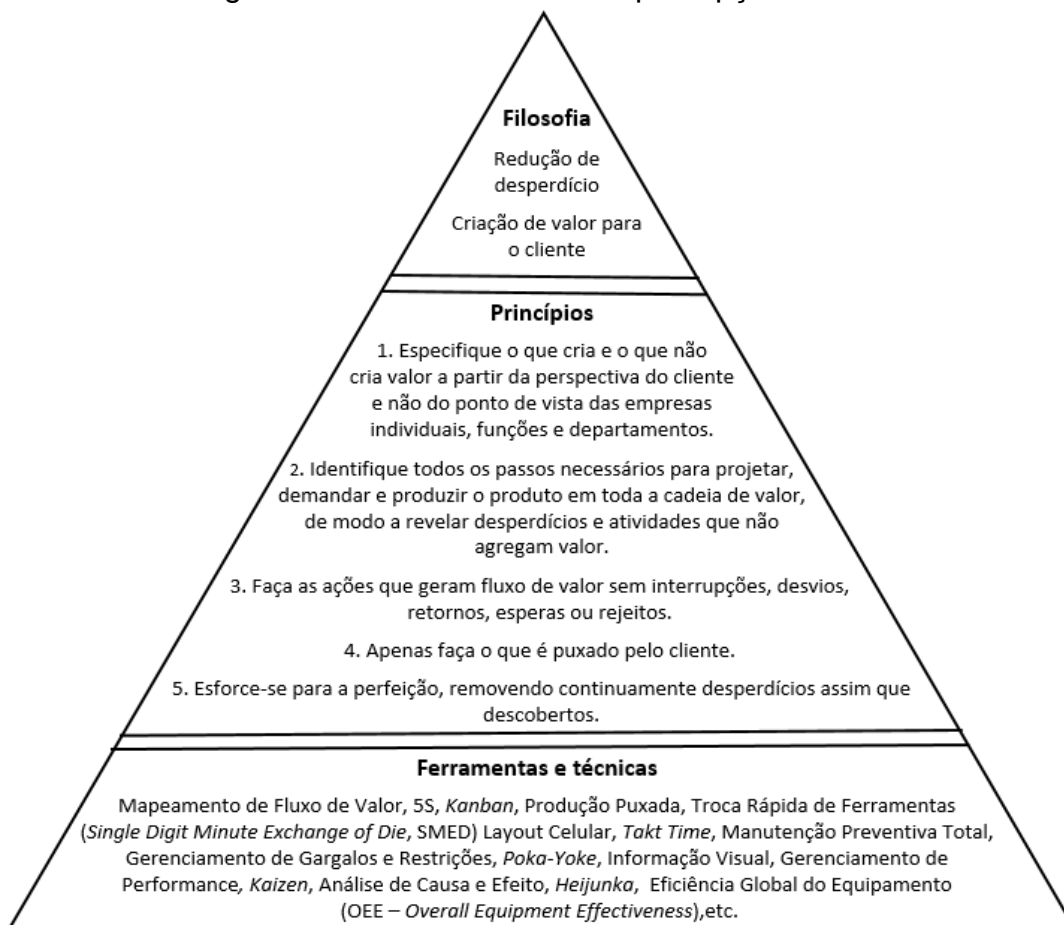 Filosofia
Redução de
desperdício
Criação de valor para
o cliente
Princípios
1. Especifique o que cria e o que não
cria valor a partir da perspectiva do cliente
e não do ponto de vista das empresas
individuais, funções e departamentos.
2. Identifique todos os passos necessários para projetar,
demandar e produzir o produto em toda a cadeia de valor,
de modo a revelar desperdícios e atividades que não
agregam valor.
3. Faça as ações que geram fluxo de valor sem interrupções, desvios,
retornos, esperas ou rejeitos.
4. Apenas faça o que é puxado pelo cliente.
5. Esforce-se para a perfeição, removendo continuamente desperdícios assim que
descobertos.
Ferramentas e técnicas
Mapeamento de Fluxo de Valor, 5S, Kanban, Produção Puxada, Troca Rápida de Ferramentas
(Single Digit Minute Exchange of Die, SMED) Layout Celular, Takt Time, Manutenção Preventiva Total,
Gerenciamento de Gargalos e Restrições, Poka-Yoke, Informação Visual, Gerenciamento de
Performance, Kaizen, Análise de Causa e Efeito, Heijunka, Eficiência Global do Equipamento
(OEE – Overall Equipment Effectiveness),etc.